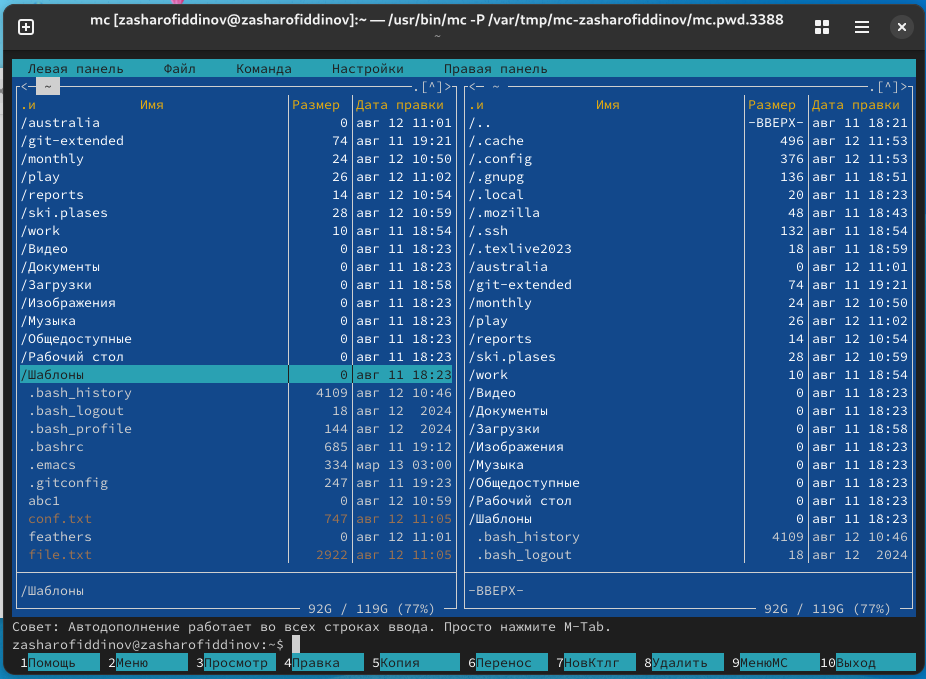 mc [zasharofiddinov@zasharofiddinov]:~ — /usr/bin/mc -P /var/tmp/mc-zasharofiddinov/mc.pwd.3388
~
Левая панель Файл Команда Настройки Правая панель
<- ~ .[^]>
.и Имя Размер Дата правки
/australia 0 авг 12 11:01
/git-extended 74 авг 11 19:21
/monthly 24 авг 12 10:50
/play 26 авг 12 11:02
/reports 14 авг 12 10:54
/ski.plases 28 авг 12 10:59
/work 10 авг 11 18:54
/Видео 0 авг 11 18:23
/Документы 0 авг 11 18:23
/Загрузки 0 авг 11 18:58
/Изображения 0 авг 11 18:23
/Музыка 0 авг 11 18:23
/Общедоступные 0 авг 11 18:23
/Рабочий стол 0 авг 11 18:23
/Шаблоны 0 авг 11 18:23
.bash_history 4109 авг 12 10:46
.bash_logout 18 авг 12 2024
.bash_profile 144 авг 12 2024
.bashrc 685 авг 11 19:12
.emacs 334 мар 13 03:00
.gitconfig 247 авг 11 19:23
abc1 0 авг 12 10:59
conf.txt 747 авг 12 11:05
feathers 0 авг 12 11:01
file.txt 2922 авг 12 11:05
/Шаблоны
92G / 119G (77%)
<- ~ .[^]>
.и Имя Размер Дата правки
/.. -ВВЕРХ- авг 11 18:21
/.cache 496 авг 12 11:53
/.config 376 авг 12 11:53
/.gnupg 136 авг 11 18:51
/.local 20 авг 11 18:23
/.mozilla 48 авг 11 18:43
/.ssh 132 авг 11 18:54
/.texlive2023 18 авг 11 18:59
/australia 0 авг 12 11:01
/git-extended 74 авг 11 19:21
/monthly 24 авг 12 10:50
/play 26 авг 12 11:02
/reports 14 авг 12 10:54
/ski.plases 28 авг 12 10:59
/work 10 авг 11 18:54
/Видео 0 авг 11 18:23
/Документы 0 авг 11 18:23
/Загрузки 0 авг 11 18:58
/Изображения 0 авг 11 18:23
/Музыка 0 авг 11 18:23
/Общедоступные 0 авг 11 18:23
/Рабочий стол 0 авг 11 18:23
/Шаблоны 0 авг 11 18:23
.bash_history 4109 авг 12 10:46
.bash_logout 18 авг 12 2024
-ВВЕРХ-
92G / 119G (77%)
Совет: Автодополнение работает во всех строках ввода. Просто нажмите M-Tab.
zasharofiddinov@zasharofiddinov:~$
1Помощь 2Меню 3Просмотр 4Правка 5Копия 6Перенос 7НовКтлг 8Удалить 9МенюMC 10Выход